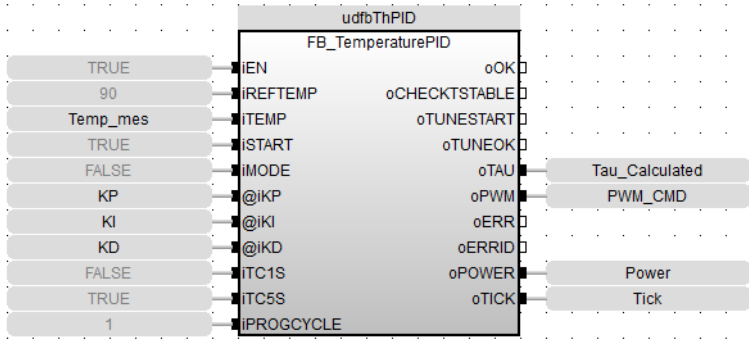 udfbThPID
FB_TemperaturePID
TRUE iEN oOK
90 iREFTEMP oCHECKTSTABLE
Temp_mes iTEMP oTUNESTART
TRUE iSTART oTUNEOK
FALSE iMODE oTAU Tau_Calculated
KP @iKP oPWM PWM_CMD
KI @iKI oERR
KD @iKD oERRID
FALSE iTC1S oPOWER Power
TRUE iTC5S oTICK Tick
1 iPROGCYCLE